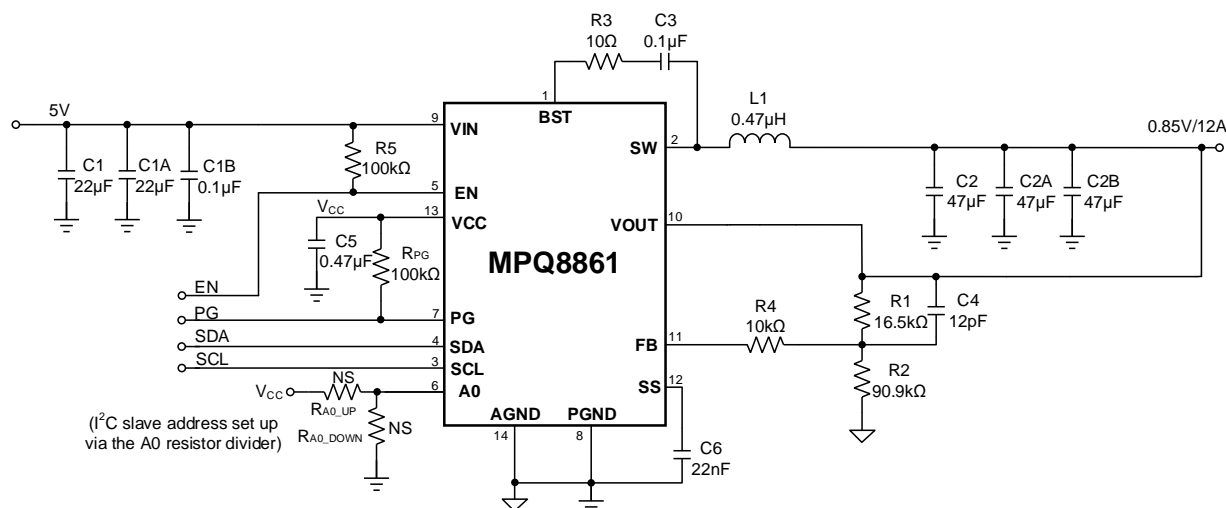 R3
10Ω
C3
0.1µF
1
BST
L1
0.47µH
5V
9
VIN
SW
2
0.85V/12A
C1
22µF
C1A
22µF
C1B
0.1µF
R5
100kΩ
5
EN
C2
47µF
C2A
47µF
C2B
47µF
VCC
13
VCC
VOUT
10
C5
0.47µF
RPG
100kΩ
MPQ8861
EN
PG
7
PG
R4
10kΩ
R1
16.5kΩ
C4
12pF
SDA
4
SDA
FB
11
SCL
3
SCL
R2
90.9kΩ
VCC
NS
6
A0
SS
12
RA0_UP
(I2C slave address set up
via the A0 resistor divider)
RA0_DOWN
NS
AGND
PGND
14
8
C6
22nF